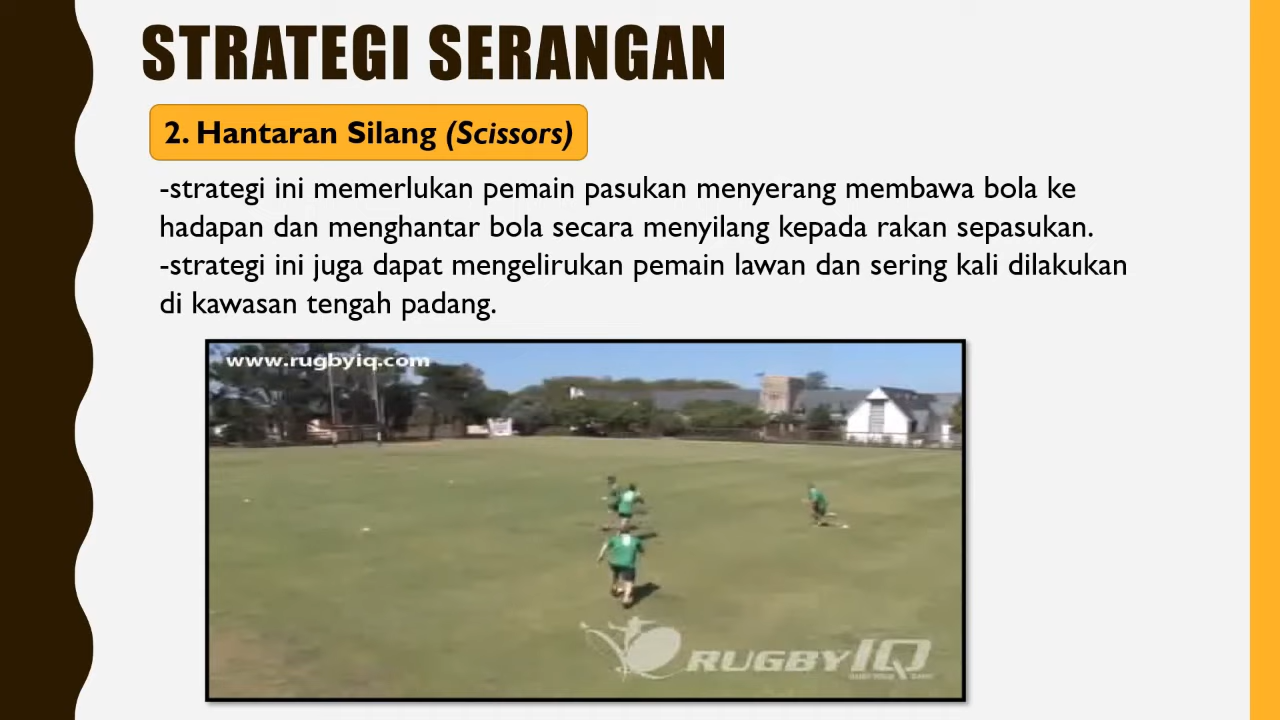 STRATEGI SERANGAN
2. Hantaran Silang (Scissors)
-strategi ini memerlukan pemain pasukan menyerang membawa bola ke
hadapan dan menghantar bola secara menyilang kepada rakan sepasukan.
-strategi ini juga dapat mengelirukan pemain lawan dan sering kali dilakukan
di kawasan tengah padang.
www.rugbyiq.com
RUGBYIQ